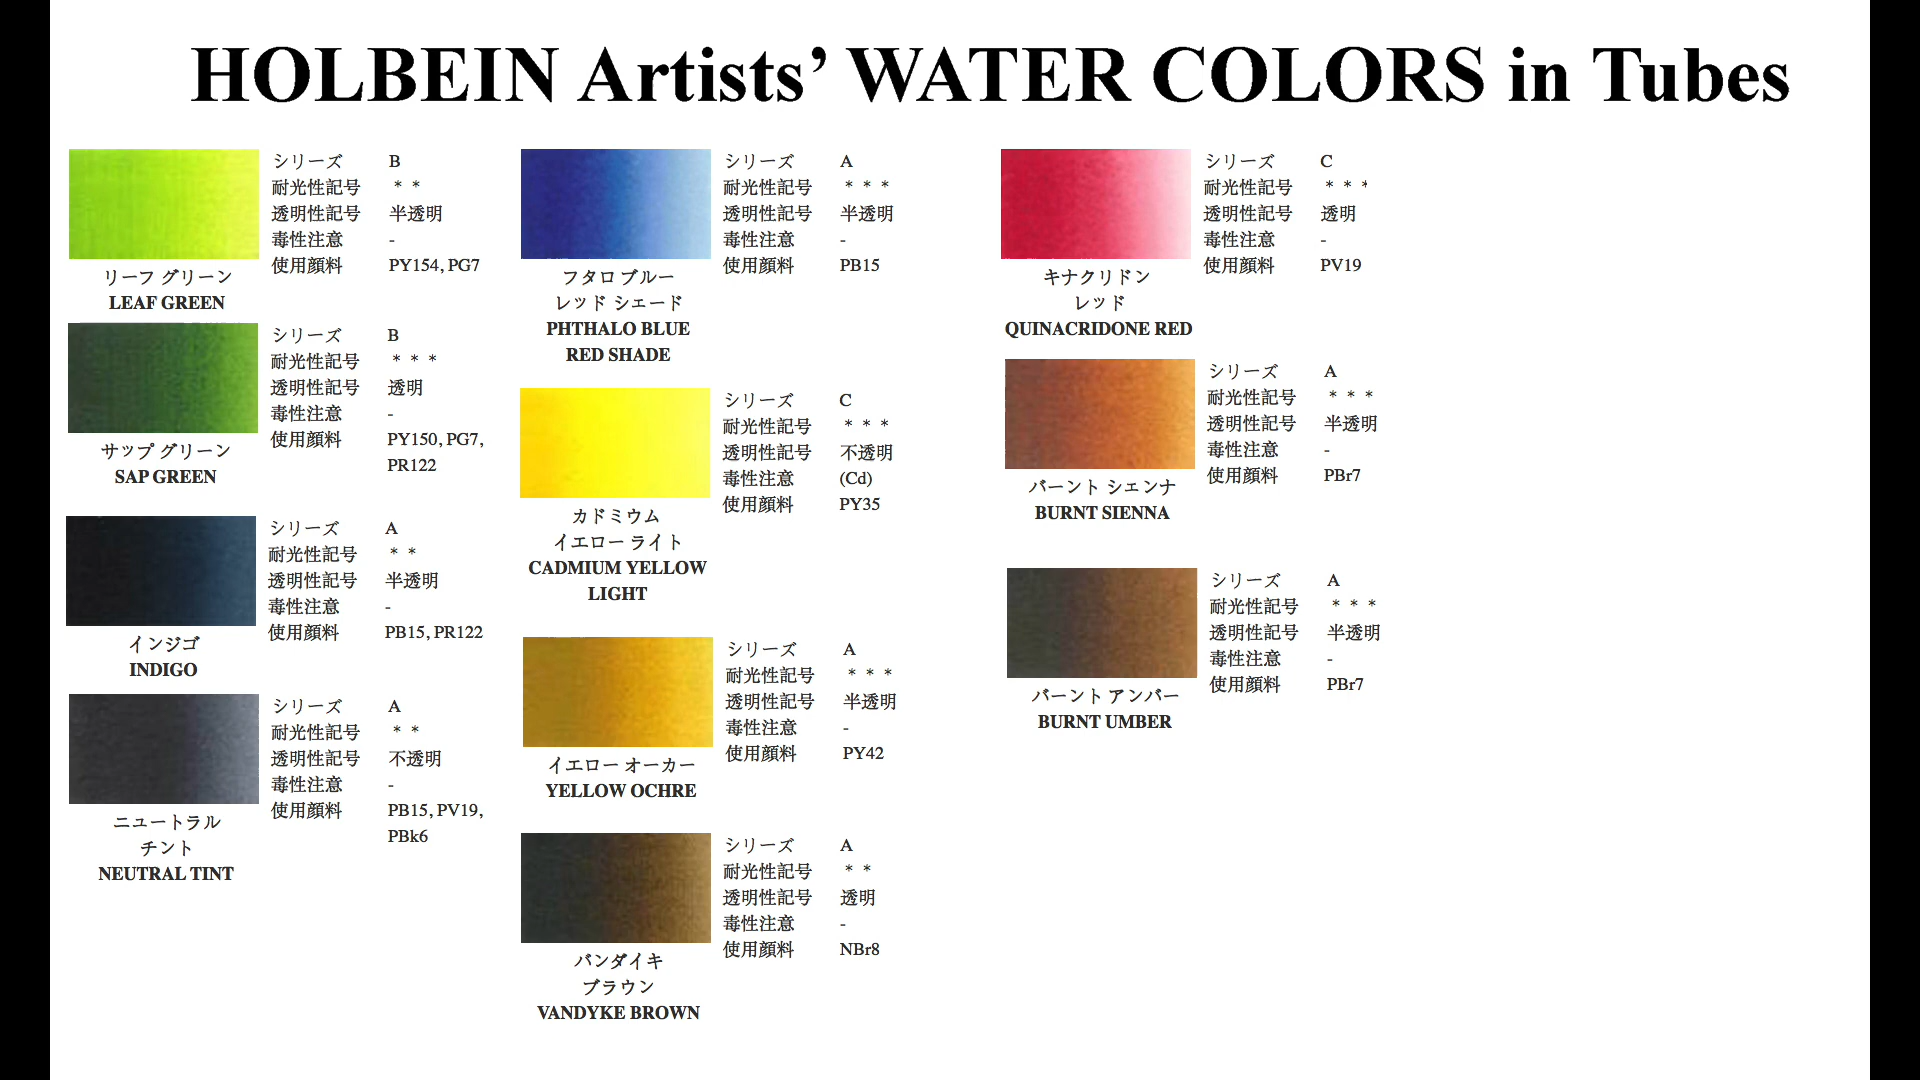 HOLBEIN Artists’ WATER COLORS in Tubes
シリーズ B
耐光性記号 * *
透明性記号 半透明
毒性注意 -
使用顔料 PY154, PG7
リーフ グリーン
LEAF GREEN
シリーズ B
耐光性記号 * * *
透明性記号 透明
毒性注意 -
使用顔料 PY150, PG7,
PR122
サップ グリーン
SAP GREEN
シリーズ A
耐光性記号 * *
透明性記号 半透明
毒性注意 -
使用顔料 PB15, PR122
インジゴ
INDIGO
シリーズ A
耐光性記号 * *
透明性記号 不透明
毒性注意 -
使用顔料 PB15, PV19,
PBk6
ニュートラル
チント
NEUTRAL TINT
シリーズ A
耐光性記号 * * *
透明性記号 半透明
毒性注意 -
使用顔料 PB15
フタロ ブルー
レッド シェード
PHTHALO BLUE
RED SHADE
シリーズ C
耐光性記号 * * *
透明性記号 不透明
毒性注意 (Cd)
使用顔料 PY35
カドミウム
イエロー ライト
CADMIUM YELLOW
LIGHT
シリーズ A
耐光性記号 * * *
透明性記号 半透明
毒性注意 -
使用顔料 PY42
イエロー オーカー
YELLOW OCHRE
シリーズ A
耐光性記号 * *
透明性記号 透明
毒性注意 -
使用顔料 NBr8
バンダイキ
ブラウン
VANDYKE BROWN
シリーズ C
耐光性記号 * * *
透明性記号 透明
毒性注意 -
使用顔料 PV19
キナクリドン
レッド
QUINACRIDONE RED
シリーズ A
耐光性記号 * * *
透明性記号 半透明
毒性注意 -
使用顔料 PBr7
バーント シェンナ
BURNT SIENNA
シリーズ A
耐光性記号 * * *
透明性記号 半透明
毒性注意 -
使用顔料 PBr7
バーント アンバー
BURNT UMBER